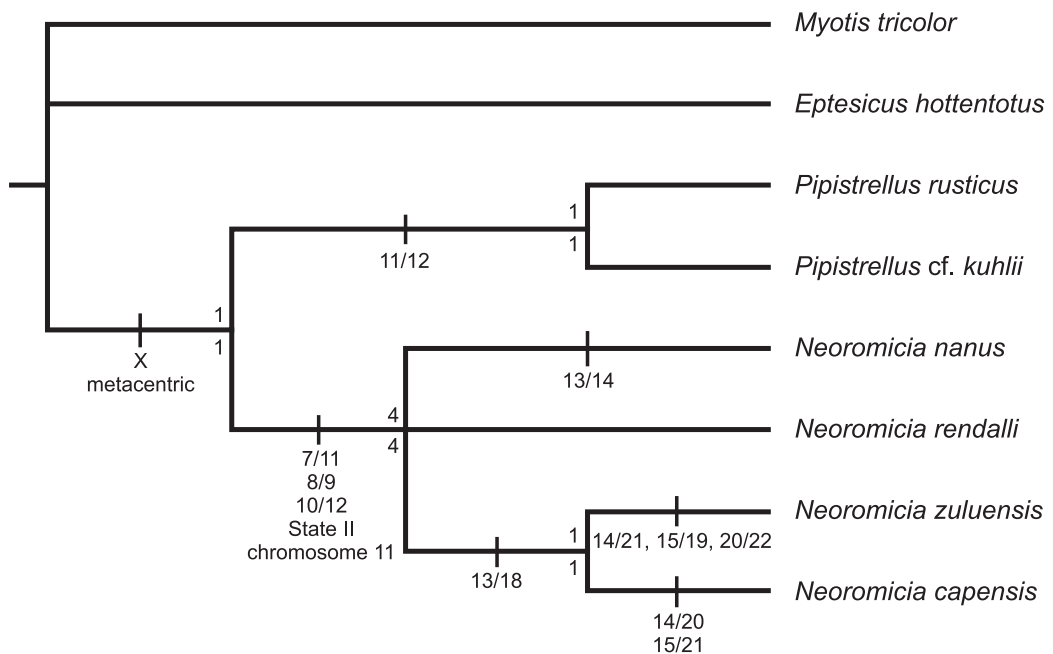 Myotis tricolor
Eptesicus hottentotus
Pipistrellus rusticus
1
1
11/12
Pipistrellus cf. kuhlii
1
1
X
metacentric
Neoromicia nanus
13/14
4
4
Neoromicia rendalli
7/11
8/9
10/12
State II
chromosome 11
Neoromicia zuluensis
14/21, 15/19, 20/22
1
1
13/18
Neoromicia capensis
14/20
15/21